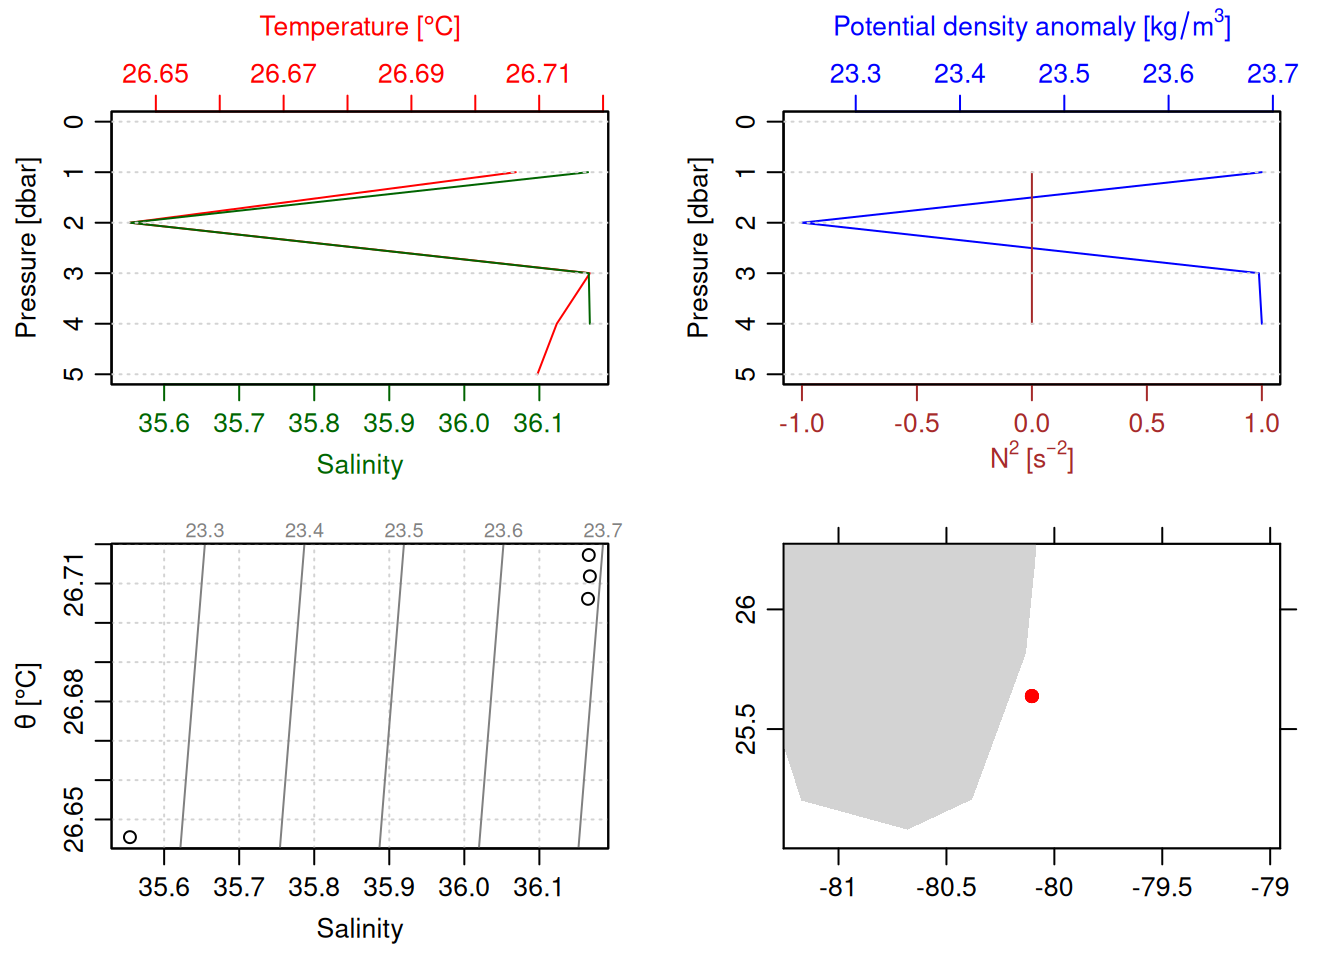 Temperature [°C]
26.65 26.67 26.69 26.71
0
1
2
3
4
5
Pressure [dbar]
35.6 35.7 35.8 35.9 36.0 36.1
Salinity
Potential density anomaly [kg/m³]
23.3 23.4 23.5 23.6 23.7
0
1
2
3
4
5
Pressure [dbar]
-1.0 -0.5 0.0 0.5 1.0
N² [s⁻²]
23.3 23.4 23.5 23.6 23.7
26.71
26.68
26.65
θ [°C]
35.6 35.7 35.8 35.9 36.0 36.1
Salinity
26
25.5
-81 -80.5 -80 -79.5 -79